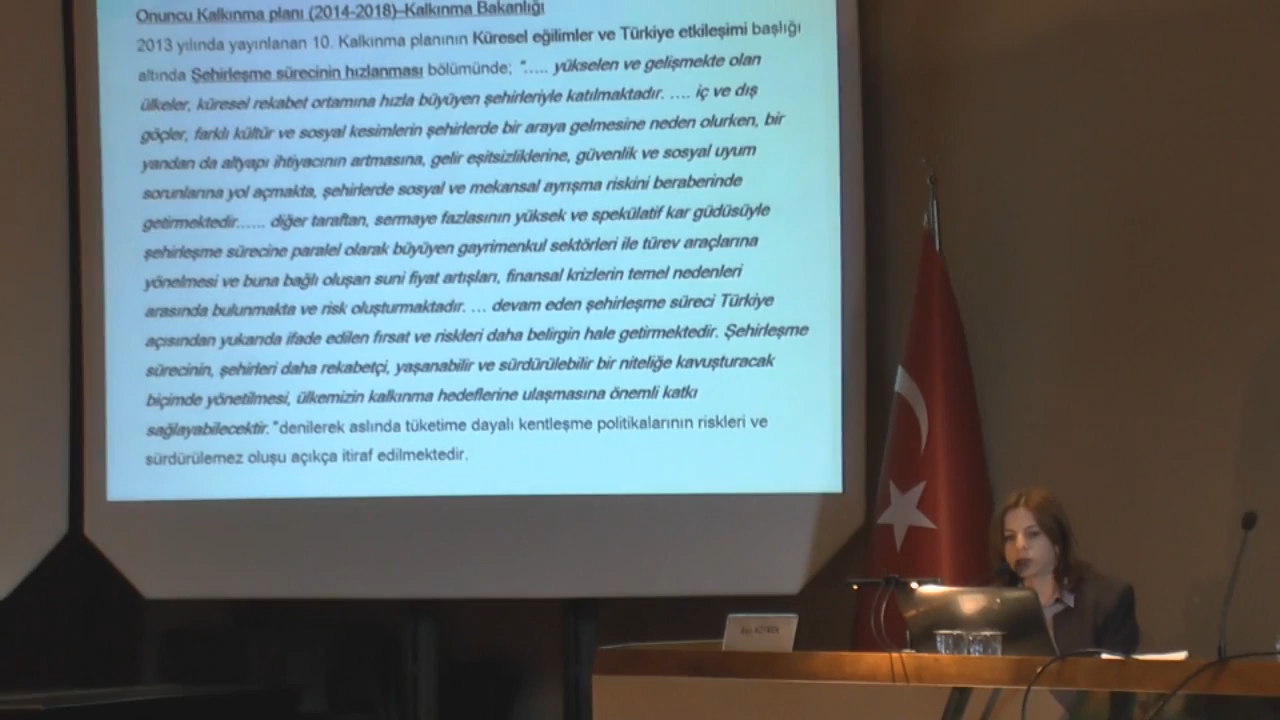 Onuncu Kalkınma planı (2014-2018)–Kalkınma Bakanlığı
2013 yılında yayınlanan 10. Kalkınma planının Küresel eğilimler ve Türkiye etkileşimi başlığı
altında Şehirleşme sürecinin hızlanması bölümünde; "….. yükselen ve gelişmekte olan
ülkeler, küresel rekabet ortamına hızla büyüyen şehirleriyle katılmaktadır. …. iç ve dış
göçler, farklı kültür ve sosyal kesimlerin şehirlerde bir araya gelmesine neden olurken, bir
yandan da altyapı ihtiyacının artmasına, gelir eşitsizliklerine, güvenlik ve sosyal uyum
sorunlarına yol açmakta, şehirlerde sosyal ve mekansal ayrışma riskini beraberinde
getirmektedir…... diğer taraftan, sermaye fazlasının yüksek ve spekülatif kar güdüsüyle
şehirleşme sürecine paralel olarak büyüyen gayrimenkul sektörleri ile türev araçlarına
yönelmesi ve buna bağlı oluşan suni fiyat artışları, finansal krizlerin temel nedenleri
arasında bulunmakta ve risk oluşturmaktadır. … devam eden şehirleşme süreci Türkiye
açısından yukarıda ifade edilen fırsat ve riskleri daha belirgin hale getirmektedir. Şehirleşme
sürecinin, şehirleri daha rekabetçi, yaşanabilir ve sürdürülebilir bir niteliğe kavuşturacak
biçimde yönetilmesi, ülkemizin kalkınma hedeflerine ulaşmasına önemli katkı
sağlayabilecektir."denilerek aslında tüketime dayalı kentleşme politikalarının riskleri ve
sürdürülemez oluşu açıkça itiraf edilmektedir.